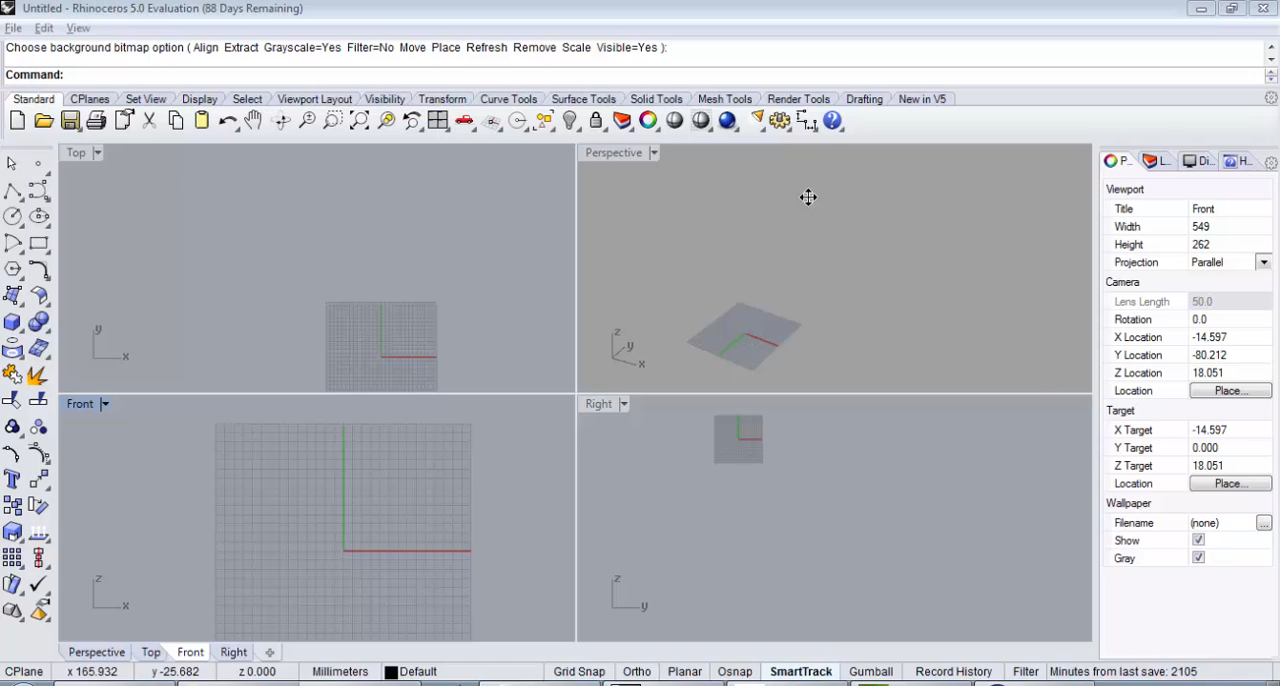 Untitled - Rhinoceros 5.0 Evaluation (88 Days Remaining)
File Edit View
Choose background bitmap option ( Align Extract Grayscale=Yes Filter=No Move Place Refresh Remove Scale Visible=Yes ):
Command:
Standard CPlanes Set View Display Select Viewport Layout Visibility Transform Curve Tools Surface Tools Solid Tools Mesh Tools Render Tools Drafting New in V5
Top Perspective
P... L... Di... H...
Viewport
Title Front
Width 549
Height 262
Projection Parallel
Camera
Lens Length 50.0
Rotation 0.0
X Location -14.597
Y Location -80.212
Z Location 18.051
Location Place...
Target
X Target -14.597
Y Target 0.000
Z Target 18.051
Location Place...
Wallpaper
Filename (none) ...
Show
Gray
y x
z y x
Front Right
z x
z y
Perspective Top Front Right
CPlane x 165.932 y -25.682 z 0.000 Millimeters Default Grid Snap Ortho Planar Osnap SmartTrack Gumball Record History Filter Minutes from last save: 2105